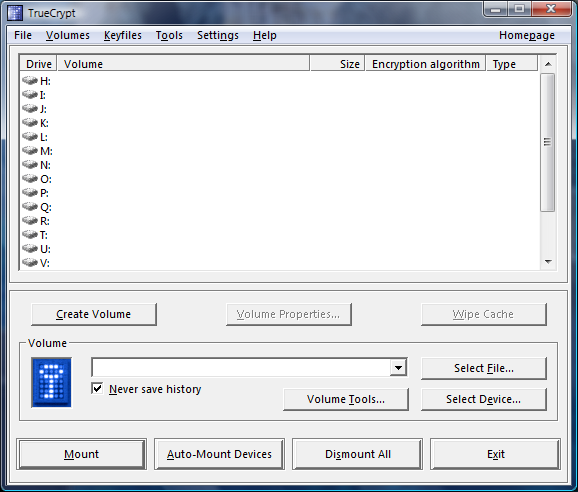 TrueCrypt
File Volumes Keyfiles Tools Settings Help Homepage
Drive Volume Size Encryption algorithm Type
H:
I:
J:
K:
L:
M:
N:
O:
P:
Q:
R:
T:
U:
V:
Create Volume Volume Properties... Wipe Cache
Volume
Select File...
Never save history
Volume Tools... Select Device...
Mount Auto-Mount Devices Dismount All Exit